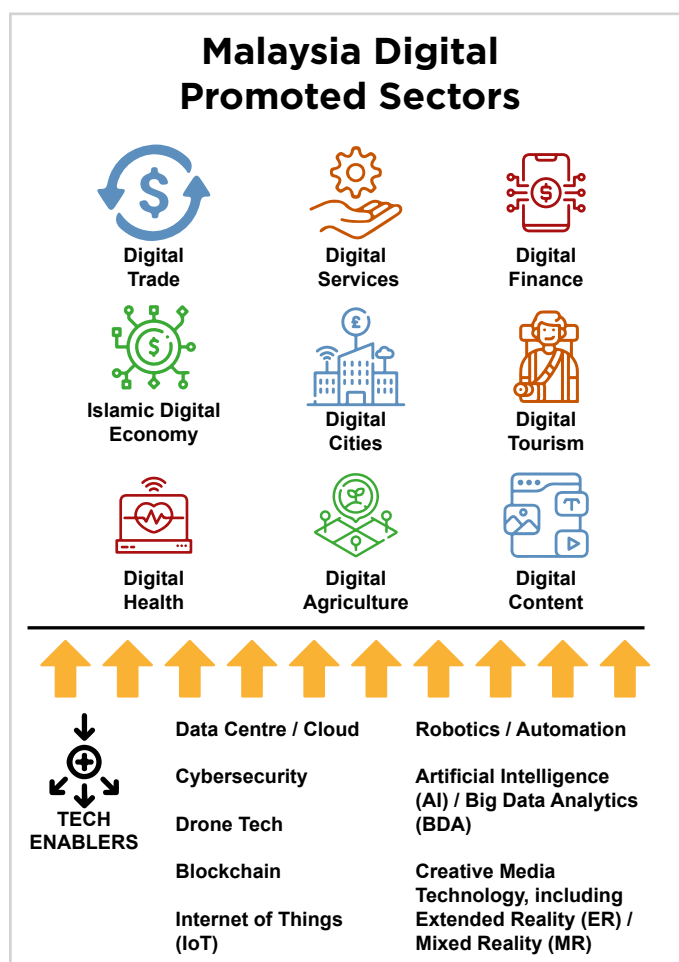 Malaysia Digital
Promoted Sectors
$
Digital
Trade
Digital
Services
$
Digital
Finance
$
Islamic Digital
Economy
£
Digital
Cities
Digital
Tourism
Digital
Health
Digital
Agriculture
T
Digital
Content
TECH
ENABLERS
Data Centre / Cloud
Cybersecurity
Drone Tech
Blockchain
Internet of Things
(IoT)
Robotics / Automation
Artificial Intelligence
(AI) / Big Data Analytics
(BDA)
Creative Media
Technology, including
Extended Reality (ER) /
Mixed Reality (MR)